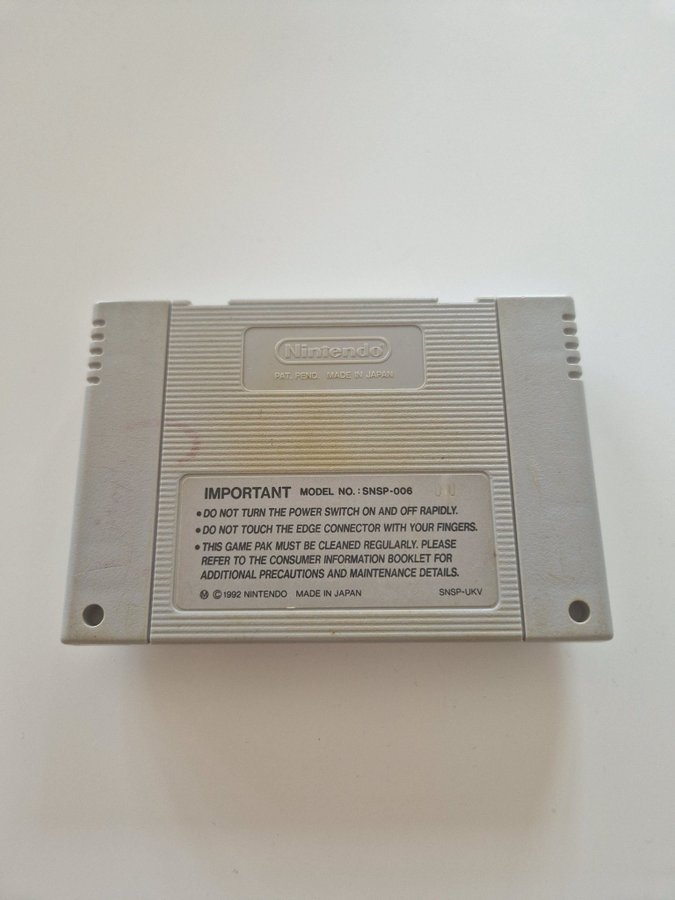 Nintendo
PAT. PEND. MADE IN JAPAN
IMPORTANT MODEL NO.: SNSP-006
• DO NOT TURN THE POWER SWITCH ON AND OFF RAPIDLY.
• DO NOT TOUCH THE EDGE CONNECTOR WITH YOUR FINGERS.
• THIS GAME PAK MUST BE CLEANED REGULARLY. PLEASE
REFER TO THE CONSUMER INFORMATION BOOKLET FOR
ADDITIONAL PRECAUTIONS AND MAINTENANCE DETAILS.
Ⓜ © 1992 NINTENDO MADE IN JAPAN SNSP-UKV